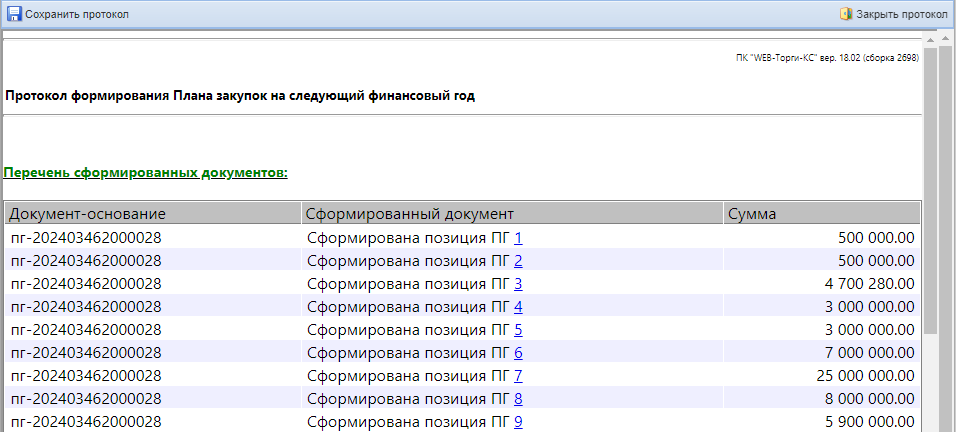 Сохранить протокол Закрыть протокол
ПК "WEB-Торги-КС" вер. 18.02 (сборка 2698)
Протокол формирования Плана закупок на следующий финансовый год
Перечень сформированных документов:
Документ-основание Сформированный документ Сумма
пг-202403462000028 Сформирована позиция ПГ 1 500 000.00
пг-202403462000028 Сформирована позиция ПГ 2 500 000.00
пг-202403462000028 Сформирована позиция ПГ 3 4 700 280.00
пг-202403462000028 Сформирована позиция ПГ 4 3 000 000.00
пг-202403462000028 Сформирована позиция ПГ 5 3 000 000.00
пг-202403462000028 Сформирована позиция ПГ 6 7 000 000.00
пг-202403462000028 Сформирована позиция ПГ 7 25 000 000.00
пг-202403462000028 Сформирована позиция ПГ 8 8 000 000.00
пг-202403462000028 Сформирована позиция ПГ 9 5 900 000.00